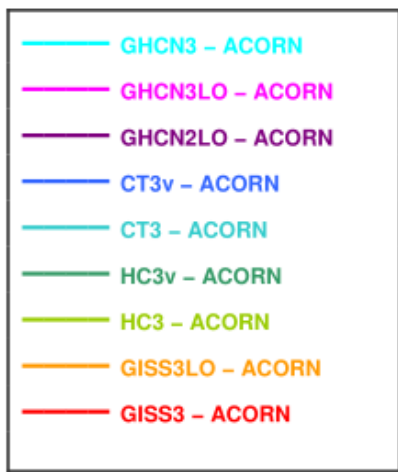 GHCN3 – ACORN
GHCN3LO – ACORN
GHCN2LO – ACORN
CT3v – ACORN
CT3 – ACORN
HC3v – ACORN
HC3 – ACORN
GISS3LO – ACORN
GISS3 – ACORN